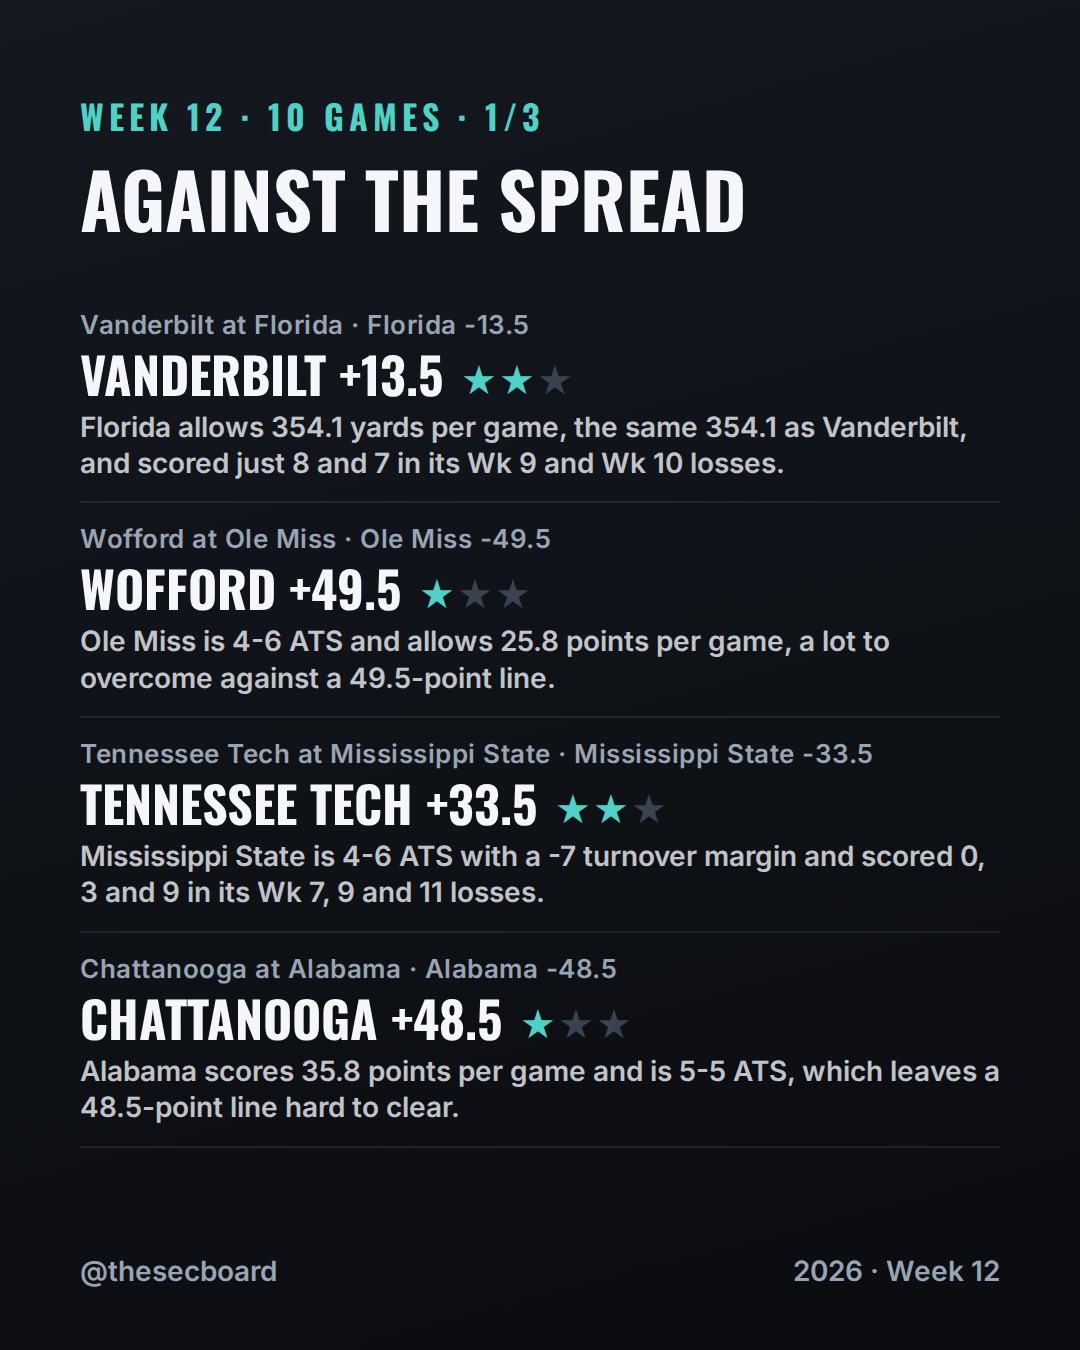 WEEK 12 · 10 GAMES · 1/3
AGAINST THE SPREAD
Vanderbilt at Florida · Florida -13.5
VANDERBILT +13.5 ★★★
Florida allows 354.1 yards per game, the same 354.1 as Vanderbilt,
and scored just 8 and 7 in its Wk 9 and Wk 10 losses.
Wofford at Ole Miss · Ole Miss -49.5
WOFFORD +49.5 ★★★
Ole Miss is 4-6 ATS and allows 25.8 points per game, a lot to
overcome against a 49.5-point line.
Tennessee Tech at Mississippi State · Mississippi State -33.5
TENNESSEE TECH +33.5 ★★★
Mississippi State is 4-6 ATS with a -7 turnover margin and scored 0,
3 and 9 in its Wk 7, 9 and 11 losses.
Chattanooga at Alabama · Alabama -48.5
CHATTANOOGA +48.5 ★★★
Alabama scores 35.8 points per game and is 5-5 ATS, which leaves a
48.5-point line hard to clear.
@thesecboard
2026 · Week 12